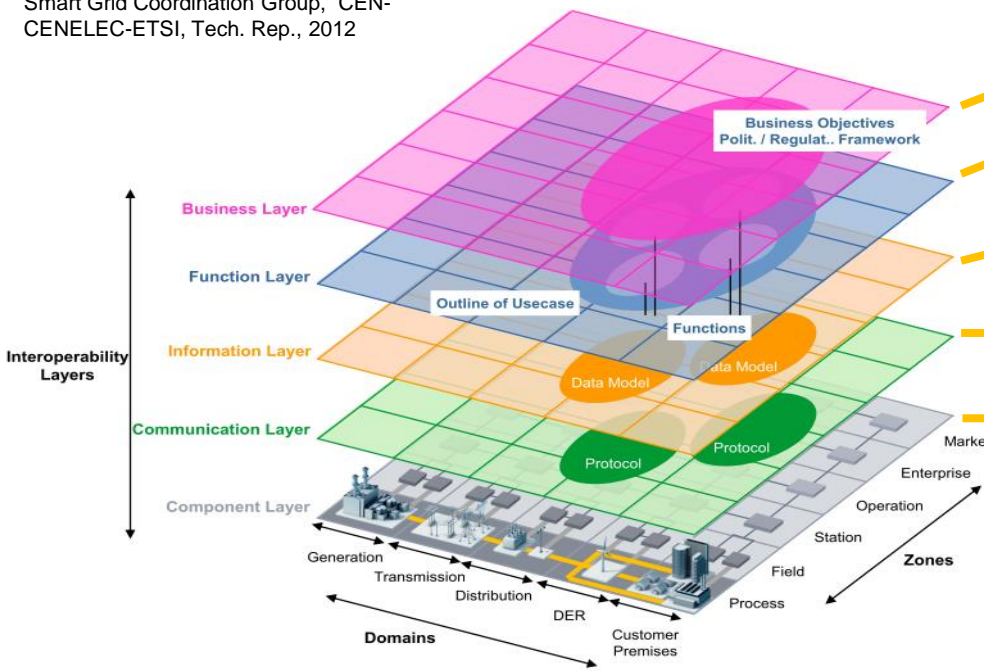 Smart Grid Coordination Group," CEN-
CENELEC-ETSI, Tech. Rep., 2012
Business Objectives
Polit. / Regulat.. Framework
Business Layer
Function Layer
Outline of Usecase
Functions
Interoperability
Layers
Information Layer
Data Model
Data Model
Communication Layer
Protocol
Protocol
Component Layer
Marke
Enterprise
Operation
Station
Field
Process
Zones
Generation
Transmission
Distribution
DER
Customer
Premises
Domains